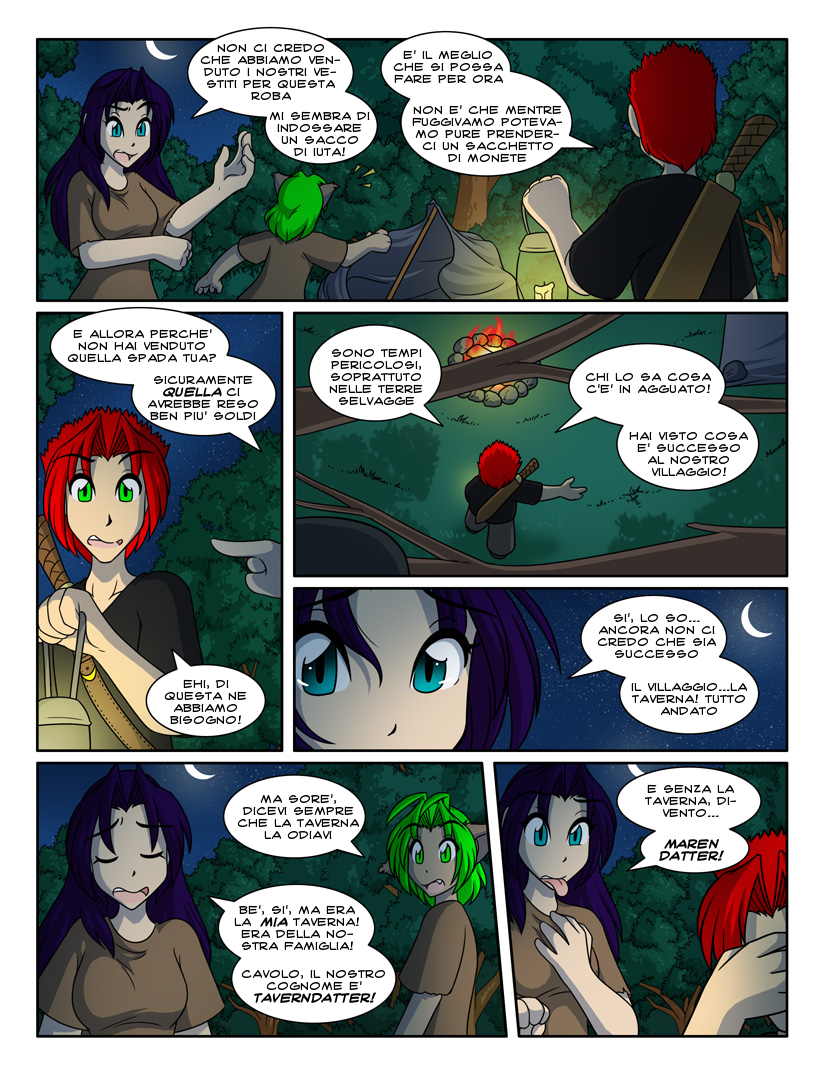 NON CI CREDO
CHE ABBIAMO VEN-
DUTO I NOSTRI VE-
STITI PER QUESTA
ROBA
MI SEMBRA DI
INDOSSARE
UN SACCO
DI IUTA!
E' IL MEGLIO
CHE SI POSSA
FARE PER ORA
NON E' CHE MENTRE
FUGGIVAMO POTEVA-
MO PURE PRENDER-
CI UN SACCHETTO
DI MONETE
E ALLORA PERCHE'
NON HAI VENDUTO
QUELLA SPADA TUA?
SICURAMENTE
QUELLA CI
AVREBBE RESO
BEN PIU' SOLDI
EHI, DI
QUESTA NE
ABBIAMO
BISOGNO!
SONO TEMPI
PERICOLOSI,
SOPRATTUTO
NELLE TERRE
SELVAGGE
CHI LO SA COSA
C'E' IN AGGUATO!
HAI VISTO COSA
E' SUCCESSO
AL NOSTRO
VILLAGGIO!
SI', LO SO...
ANCORA NON CI
CREDO CHE SIA
SUCCESSO
IL VILLAGGIO...LA
TAVERNA! TUTTO
ANDATO
MA SORE',
DICEVI SEMPRE
CHE LA TAVERNA
LA ODIAVI
BE', SI', MA ERA
LA MIA TAVERNA!
ERA DELLA NO-
STRA FAMIGLIA!
CAVOLO, IL NOSTRO
COGNOME E'
TAVERNDATTER!
E SENZA LA
TAVERNA, DI-
VENTO...
MAREN
DATTER!